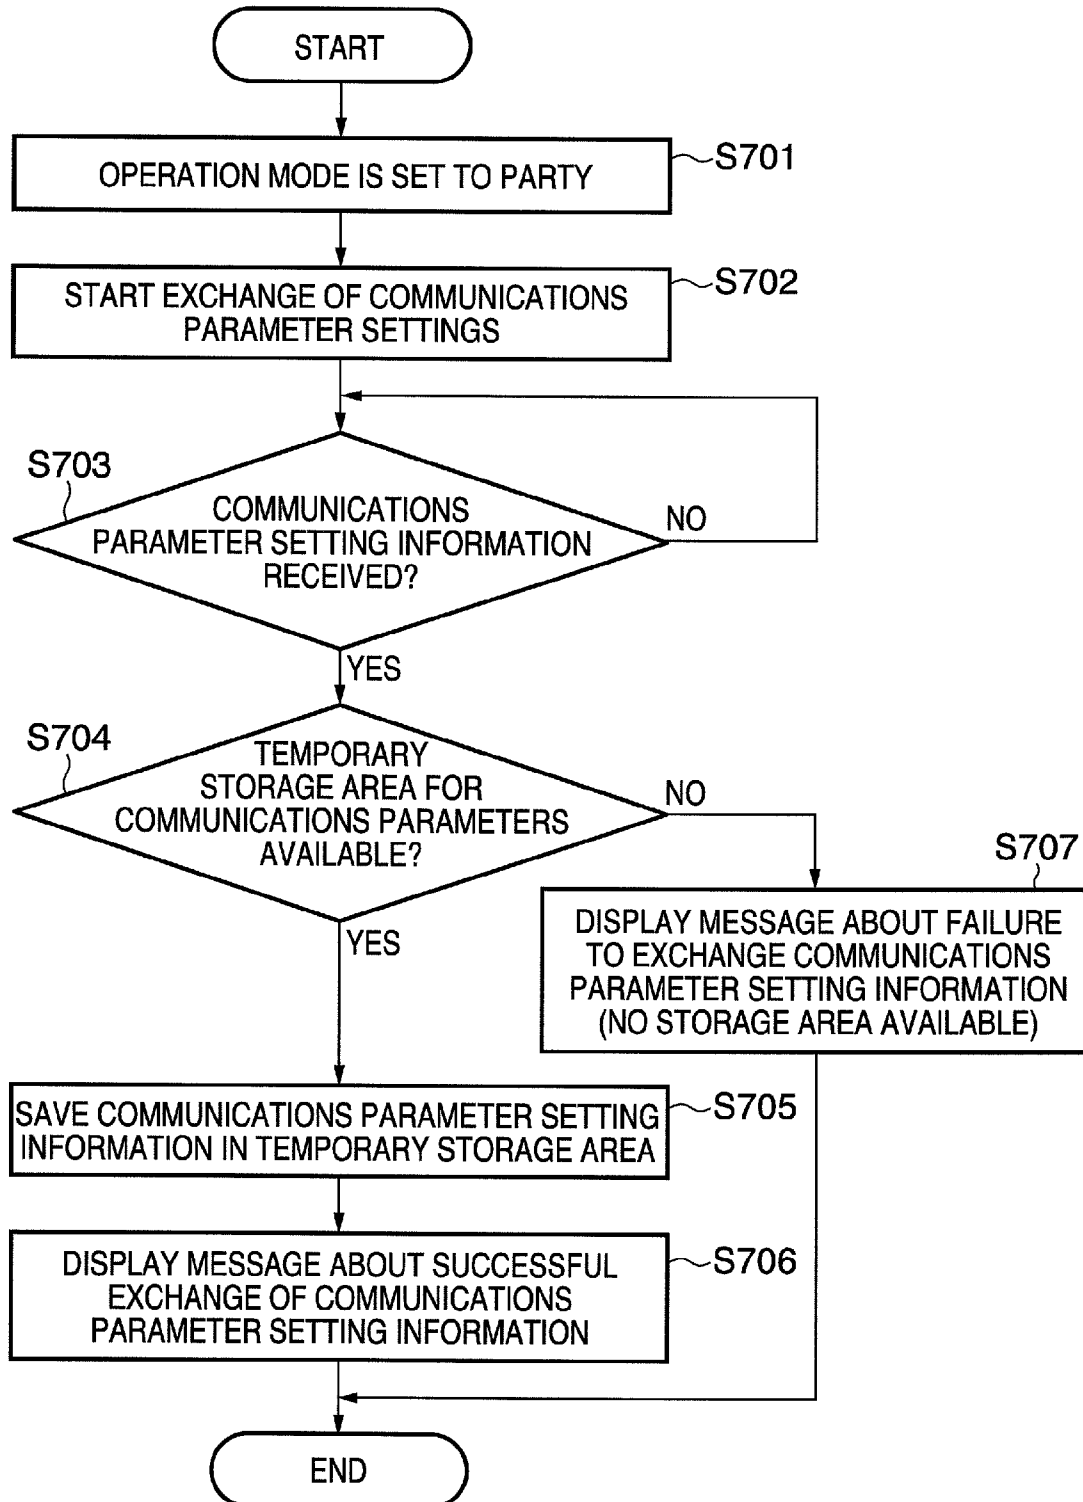 START
OPERATION MODE IS SET TO PARTY
S701
START EXCHANGE OF COMMUNICATIONS
PARAMETER SETTINGS
S702
S703
COMMUNICATIONS
PARAMETER SETTING INFORMATION
RECEIVED?
NO
YES
S704
TEMPORARY
STORAGE AREA FOR
COMMUNICATIONS PARAMETERS
AVAILABLE?
NO
YES
S707
DISPLAY MESSAGE ABOUT FAILURE
TO EXCHANGE COMMUNICATIONS
PARAMETER SETTING INFORMATION
(NO STORAGE AREA AVAILABLE)
SAVE COMMUNICATIONS PARAMETER SETTING
INFORMATION IN TEMPORARY STORAGE AREA
S705
DISPLAY MESSAGE ABOUT SUCCESSFUL
EXCHANGE OF COMMUNICATIONS
PARAMETER SETTING INFORMATION
S706
END